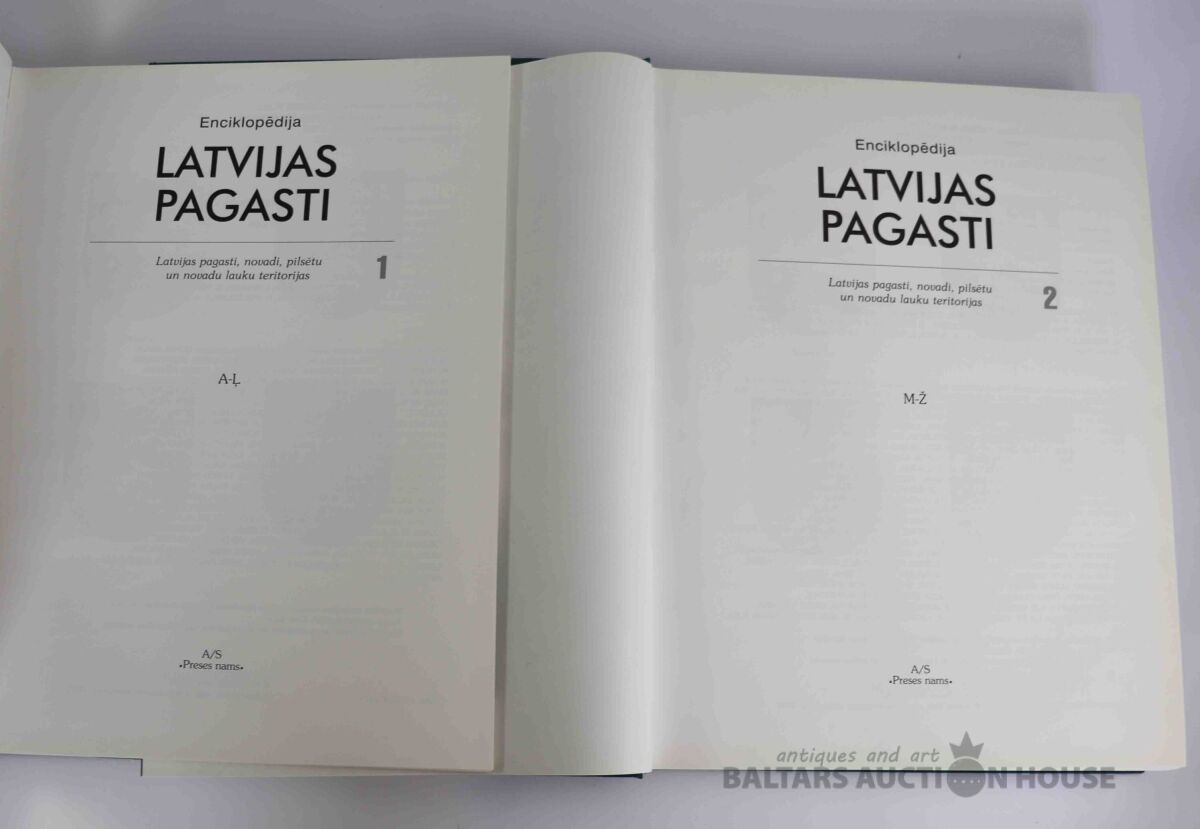 Enciklopēdija
LATVIJAS
PAGASTI
Latvijas pagasti, novadi, pilsētu
un novadu lauku teritorijas
1
A-Ļ
A/S
•Preses nams•
Enciklopēdija
LATVIJAS
PAGASTI
Latvijas pagasti, novadi, pilsētu
un novadu lauku teritorijas
2
M-Ž
A/S
•Preses nams•
antiques and art
BALTARS AUCTION HOUSE